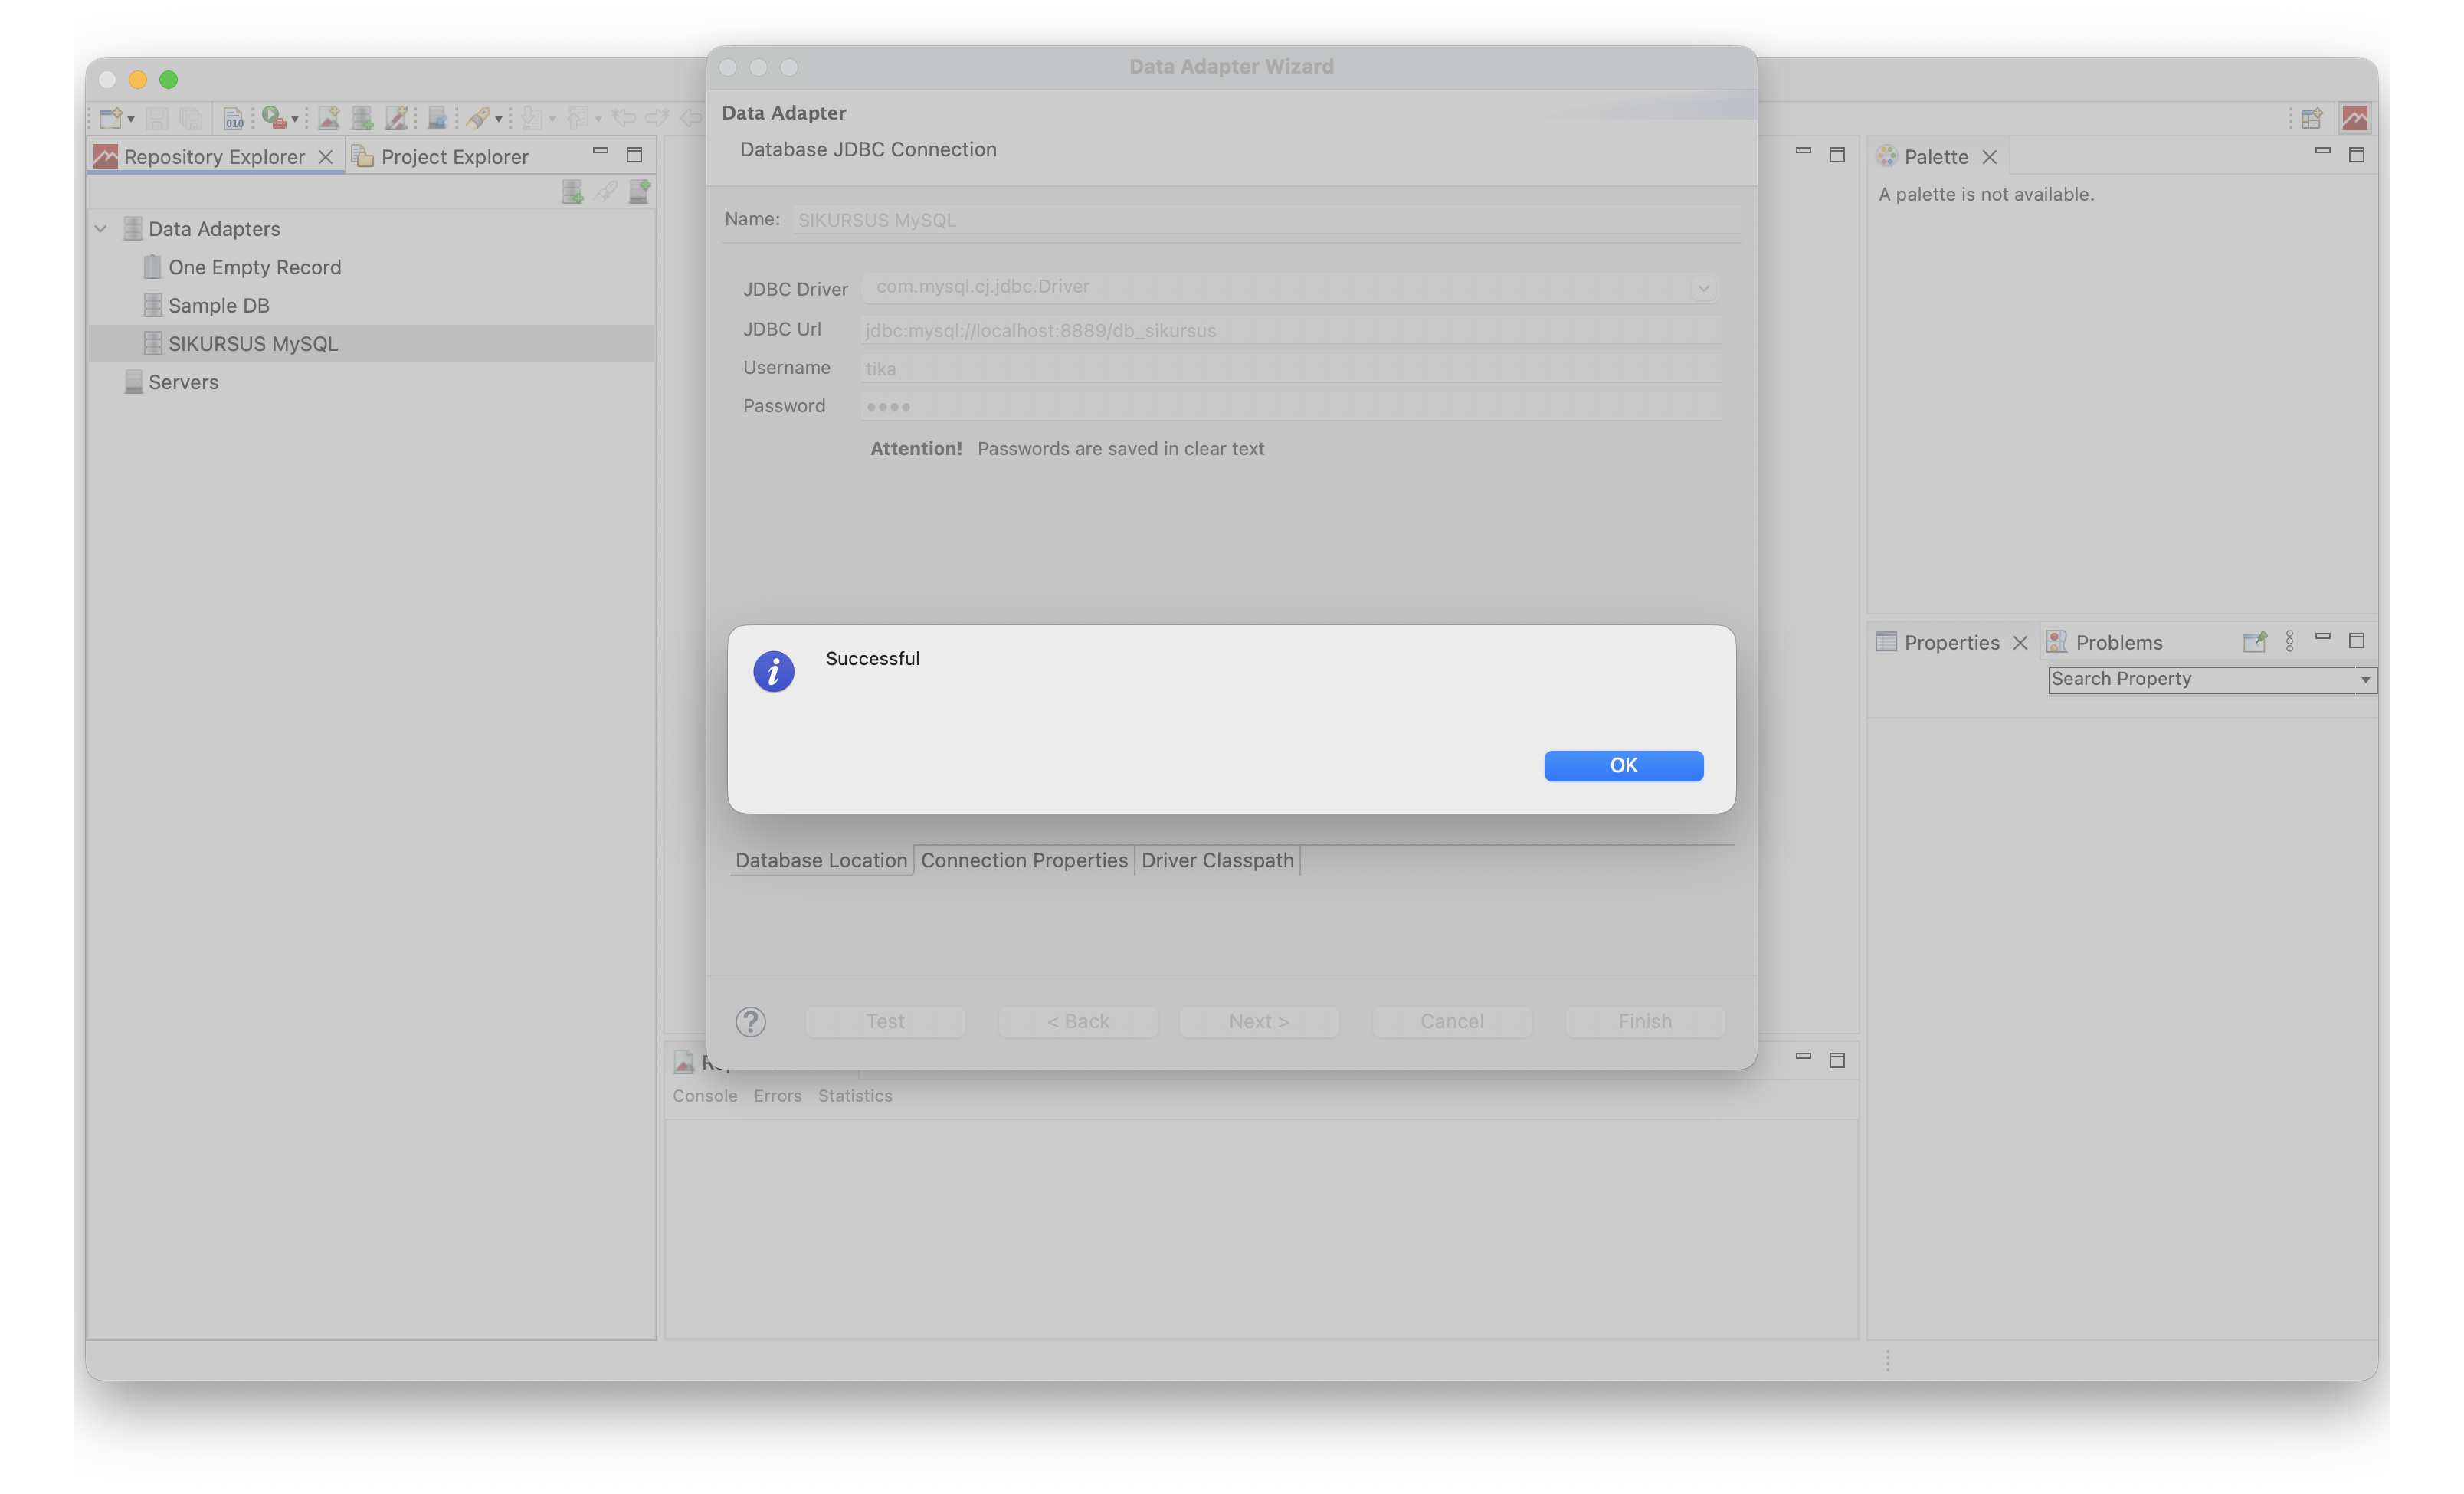 Data Adapter Wizard
Data Adapter
Database JDBC Connection
Repository Explorer
Project Explorer
Palette
A palette is not available.
Data Adapters
One Empty Record
Sample DB
SIKURSUS MySQL
Servers
Name: SIKURSUS MySQL
JDBC Driver com.mysql.cj.jdbc.Driver
JDBC Url jdbc:mysql://localhost:8889/db_sikursus
Username tika
Password ••••
Attention! Passwords are saved in clear text
Successful
OK
Properties
Problems
Search Property
Database Location
Connection Properties
Driver Classpath
? Test < Back Next > Cancel Finish
Console Errors Statistics